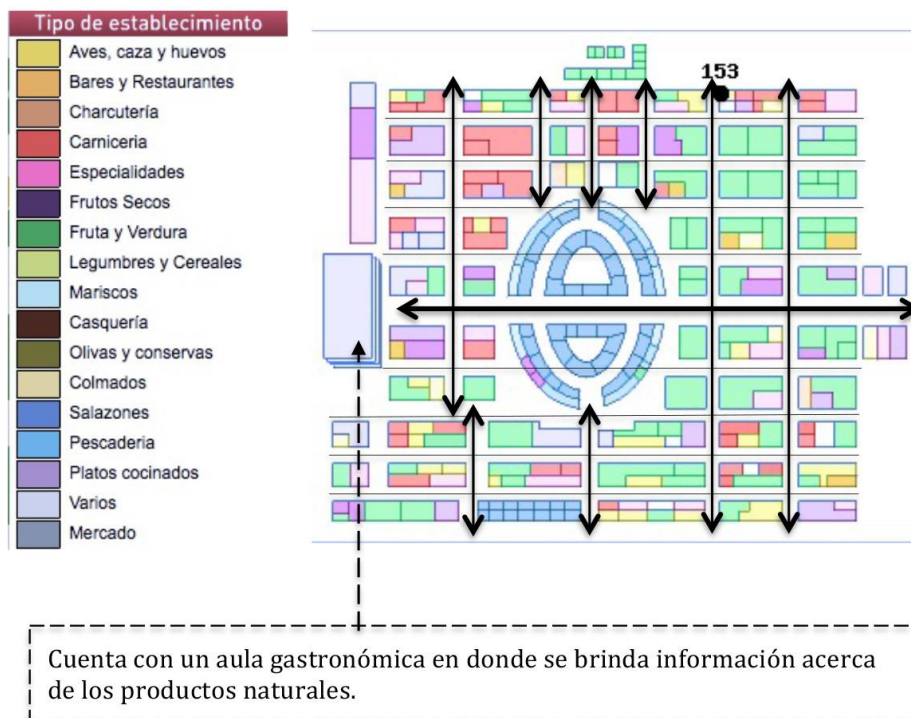 Tipo de establecimiento
Aves, caza y huevos
Bares y Restaurantes
Charcutería
Carniceria
Especialidades
Frutos Secos
Fruta y Verdura
Legumbres y Cereales
Mariscos
Casquería
Olivas y conservas
Colmados
Salazones
Pescaderia
Platos cocinados
Varios
Mercado
153
Cuenta con un aula gastronómica en donde se brinda información acerca
de los productos naturales.